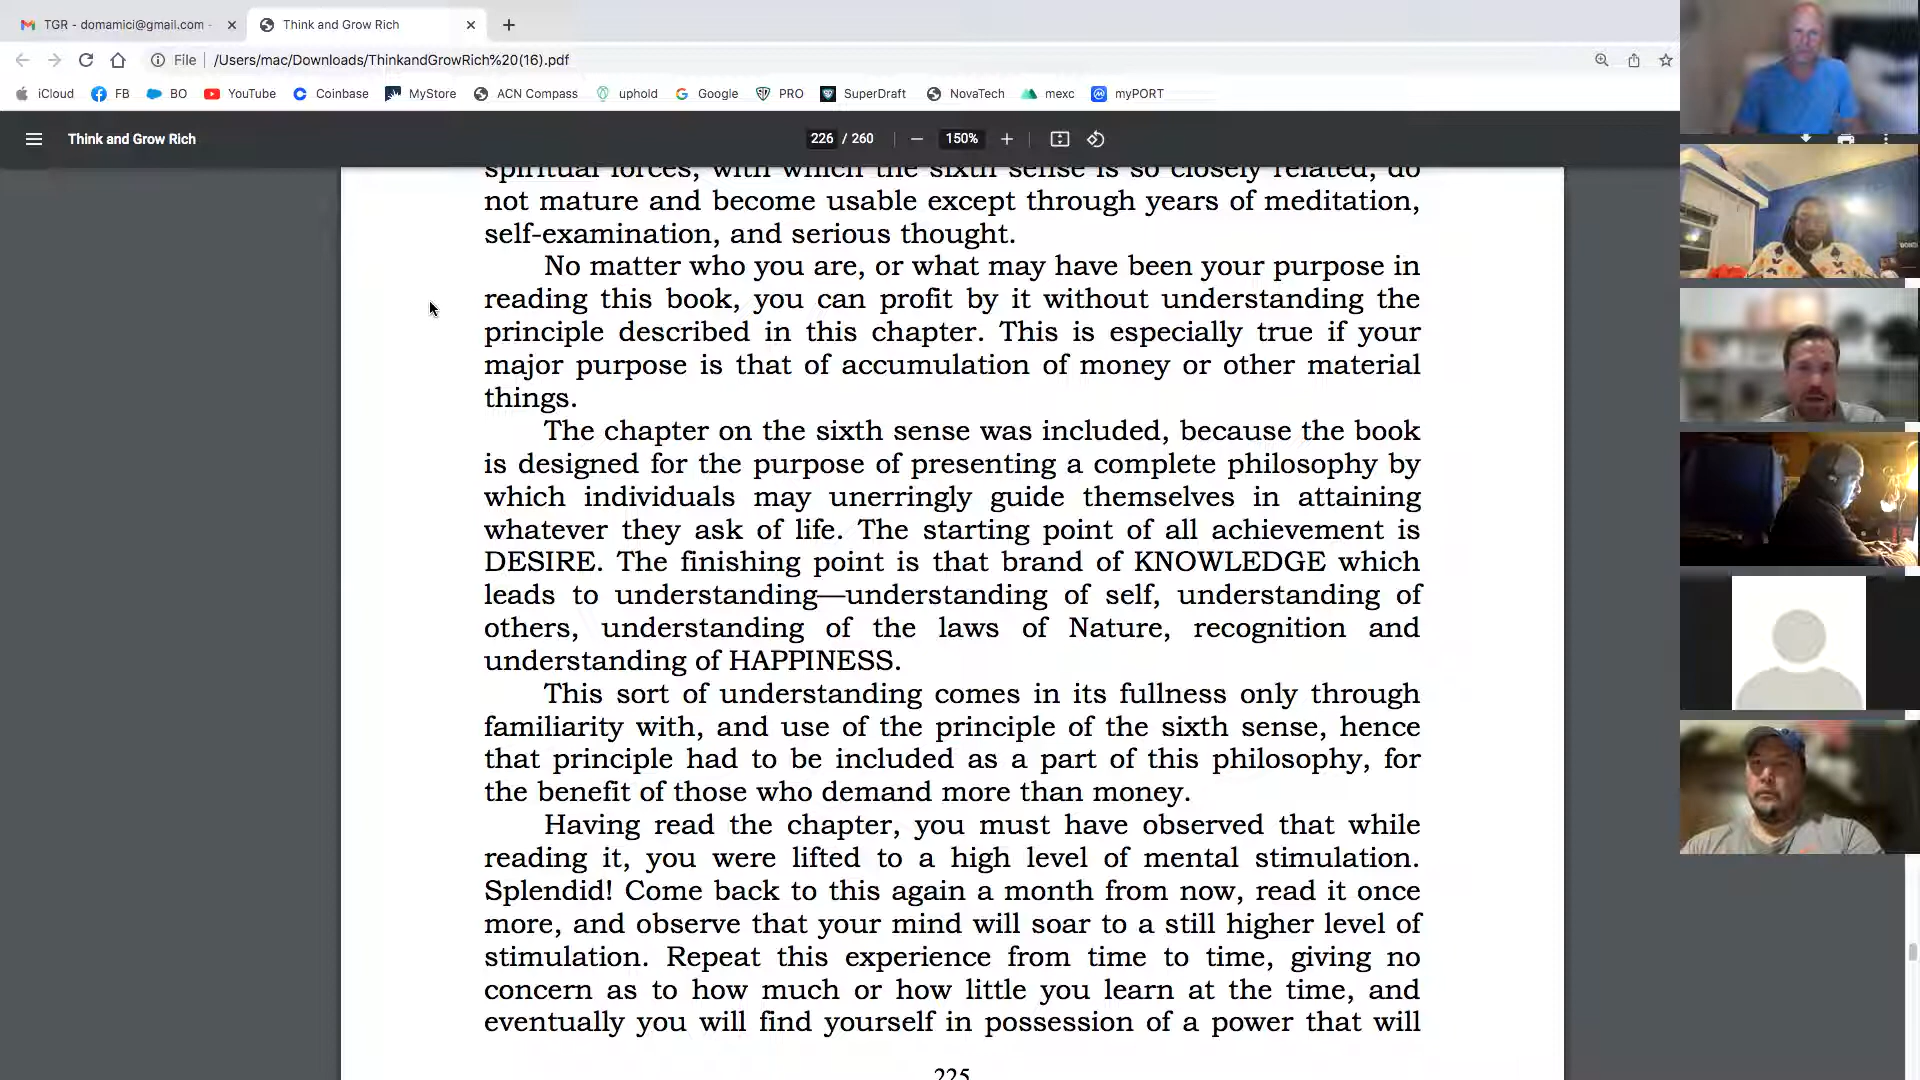 TGR - domamici@gmail.com -
Think and Grow Rich
File
/Users/mac/Downloads/ThinkandGrowRich%20(16).pdf
iCloud
FB
BO
YouTube
Coinbase
MyStore
ACN Compass
uphold
Google
PRO
SuperDraft
NovaTech
mexc
myPORT
Think and Grow Rich
226 / 260
150%
spiritual forces, with which the sixth sense is so closely related, do
not mature and become usable except through years of meditation,
self-examination, and serious thought.
No matter who you are, or what may have been your purpose in
reading this book, you can profit by it without understanding the
principle described in this chapter. This is especially true if your
major purpose is that of accumulation of money or other material
things.
The chapter on the sixth sense was included, because the book
is designed for the purpose of presenting a complete philosophy by
which individuals may unerringly guide themselves in attaining
whatever they ask of life. The starting point of all achievement is
DESIRE. The finishing point is that brand of KNOWLEDGE which
leads to understanding—understanding of self, understanding of
others, understanding of the laws of Nature, recognition and
understanding of HAPPINESS.
This sort of understanding comes in its fullness only through
familiarity with, and use of the principle of the sixth sense, hence
that principle had to be included as a part of this philosophy, for
the benefit of those who demand more than money.
Having read the chapter, you must have observed that while
reading it, you were lifted to a high level of mental stimulation.
Splendid! Come back to this again a month from now, read it once
more, and observe that your mind will soar to a still higher level of
stimulation. Repeat this experience from time to time, giving no
concern as to how much or how little you learn at the time, and
eventually you will find yourself in possession of a power that will
225